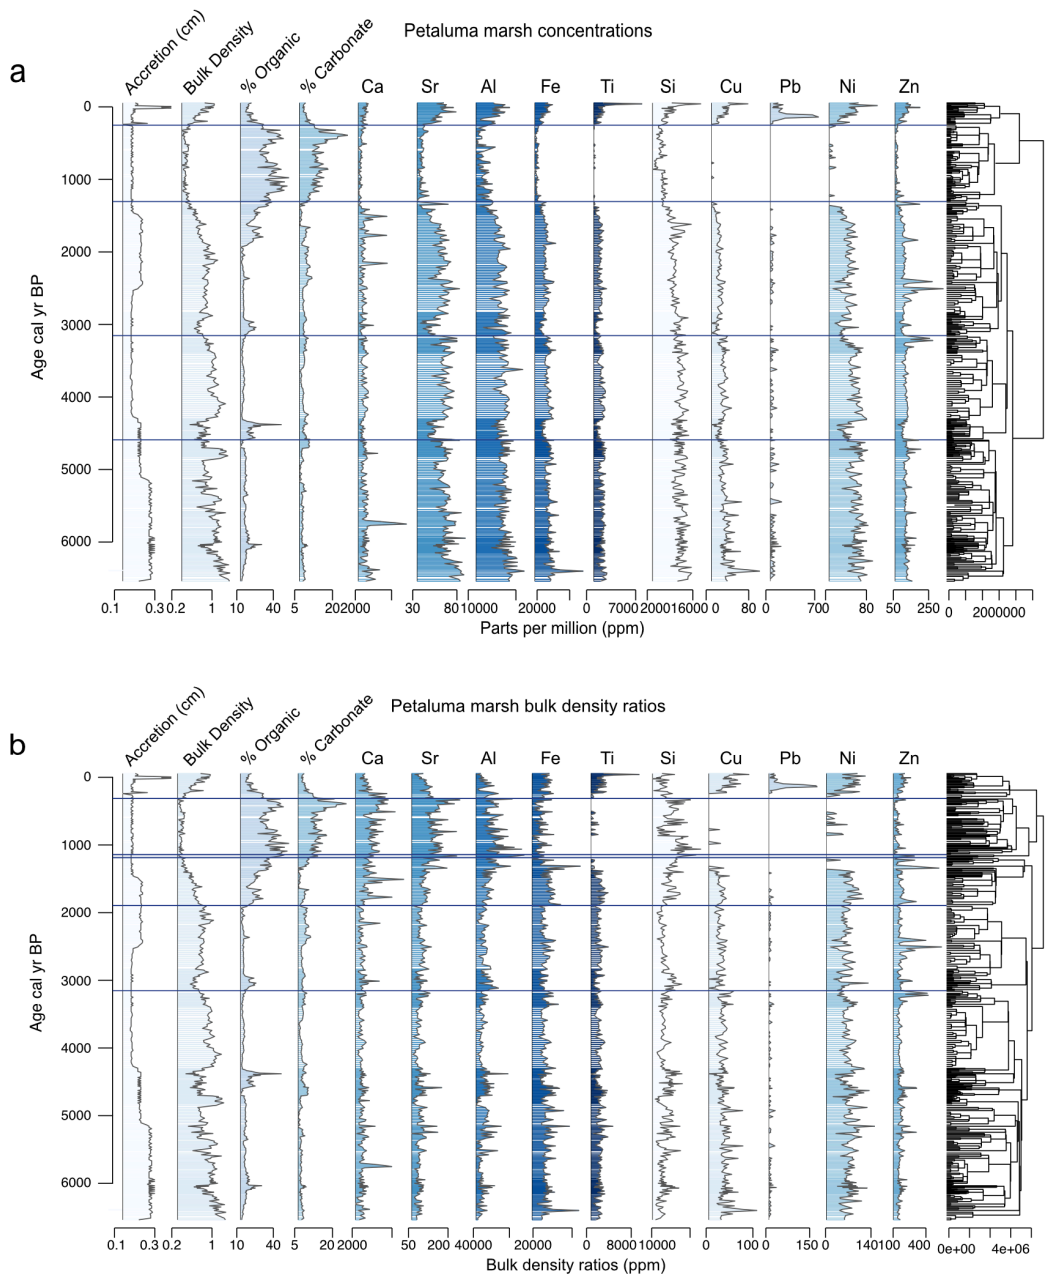 Petaluma marsh concentrations
a
Accretion (cm)
Bulk Density
% Organic
% Carbonate
Ca Sr Al Fe Ti Si Cu Pb Ni Zn
0
1000
2000
3000
4000
5000
6000
Age cal yr BP
0.1 0.3 0.2 1 10 40 5 20 2000 30 80 10000 20000 0 7000 2000 16000 0 80 0 700 80 50 250 0 2000000
Parts per million (ppm)
Petaluma marsh bulk density ratios
b
Accretion (cm)
Bulk Density
% Organic
% Carbonate
Ca Sr Al Fe Ti Si Cu Pb Ni Zn
0
1000
2000
3000
4000
5000
6000
Age cal yr BP
0.1 0.3 0.2 1 10 40 5 20 2000 50 200 40000 20000 0 8000 10000 0 100 0 150 0 140 100 400 0e+00 4e+06
Bulk density ratios (ppm)